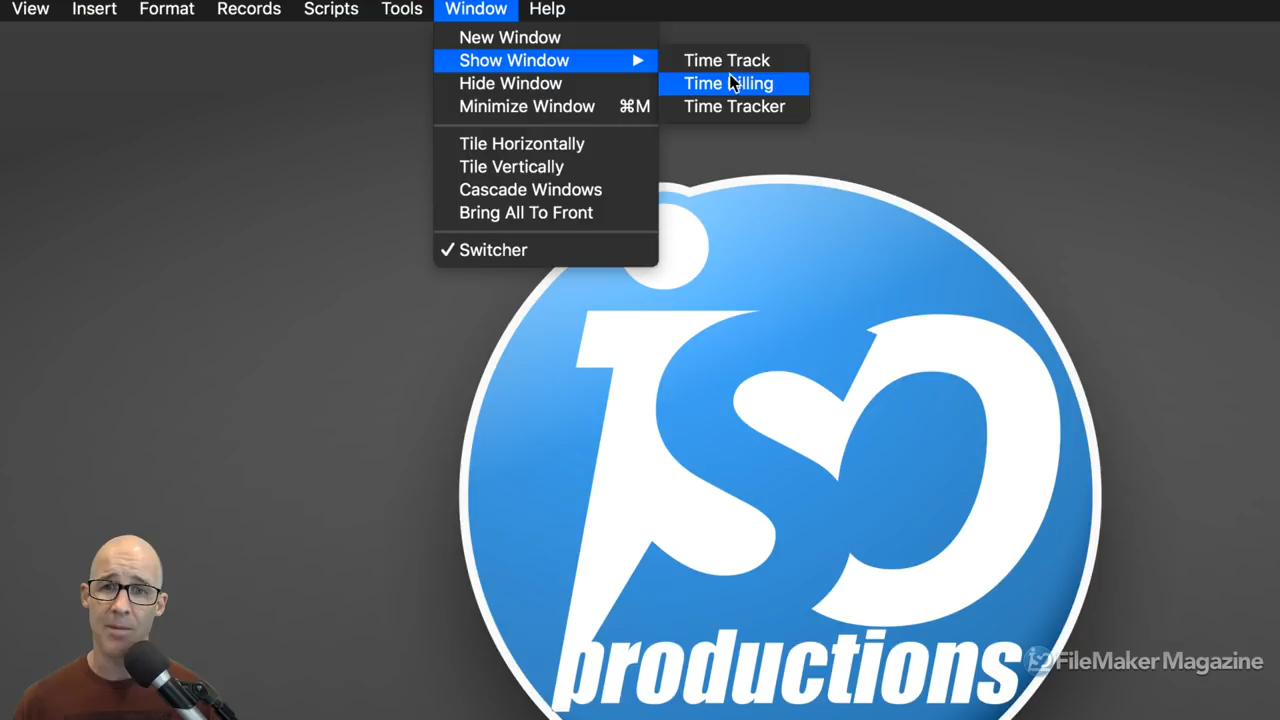 View Insert Format Records Scripts Tools Window Help
New Window
Show Window ▶
Hide Window
Minimize Window ⌘M
Tile Horizontally
Tile Vertically
Cascade Windows
Bring All To Front
✓ Switcher
Time Track
Time
Time Tracker
iso
productions
iso FileMaker Magazine